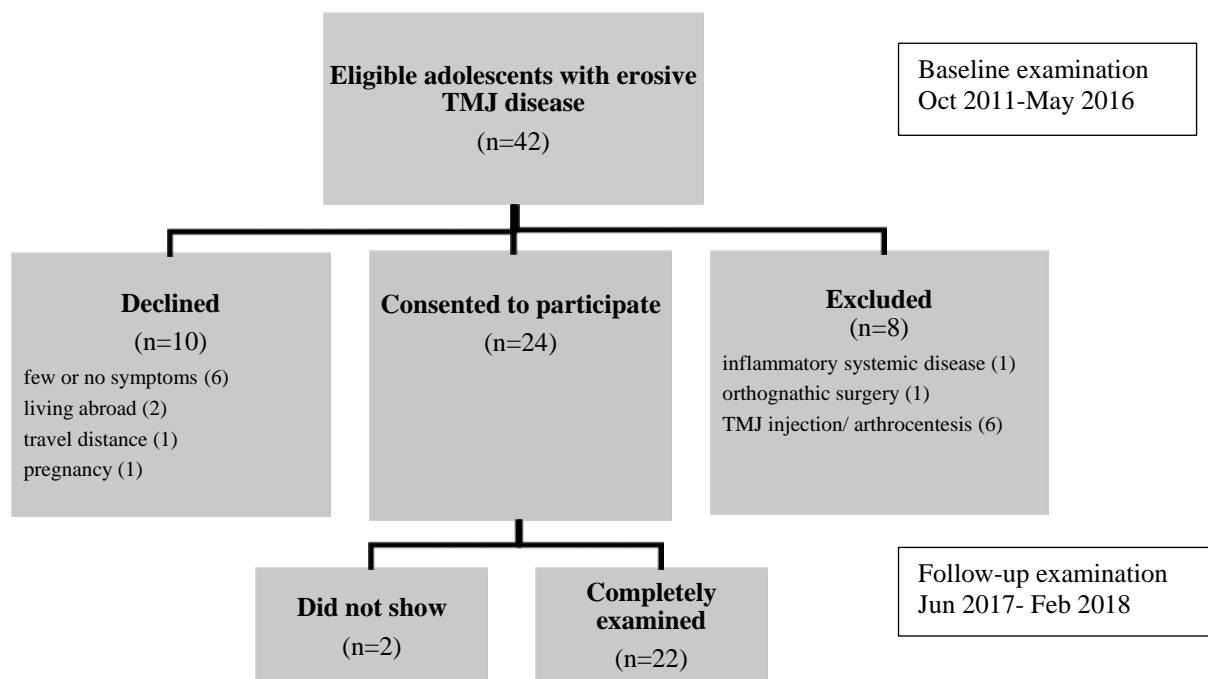 Eligible adolescents with erosive
TMJ disease
(n=42)
Baseline examination
Oct 2011-May 2016
Declined
(n=10)
few or no symptoms (6)
living abroad (2)
travel distance (1)
pregnancy (1)
Consented to participate
(n=24)
Excluded
(n=8)
inflammatory systemic disease (1)
orthognathic surgery (1)
TMJ injection/ arthrocentesis (6)
Did not show
(n=2)
Completely
examined
(n=22)
Follow-up examination
Jun 2017- Feb 2018